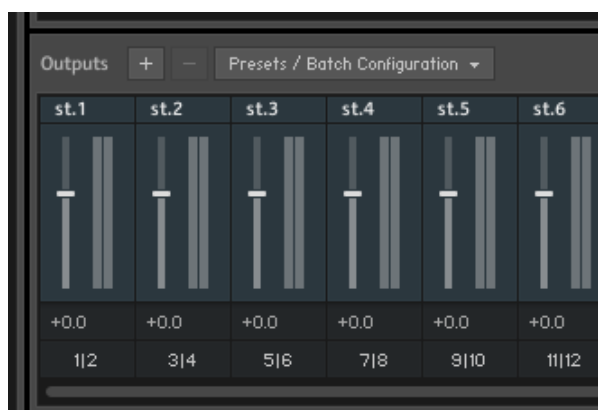 Outputs + − Presets / Batch Configuration
st.1 st.2 st.3 st.4 st.5 st.6
+0.0 +0.0 +0.0 +0.0 +0.0 +0.0
1|2 3|4 5|6 7|8 9|10 11|12